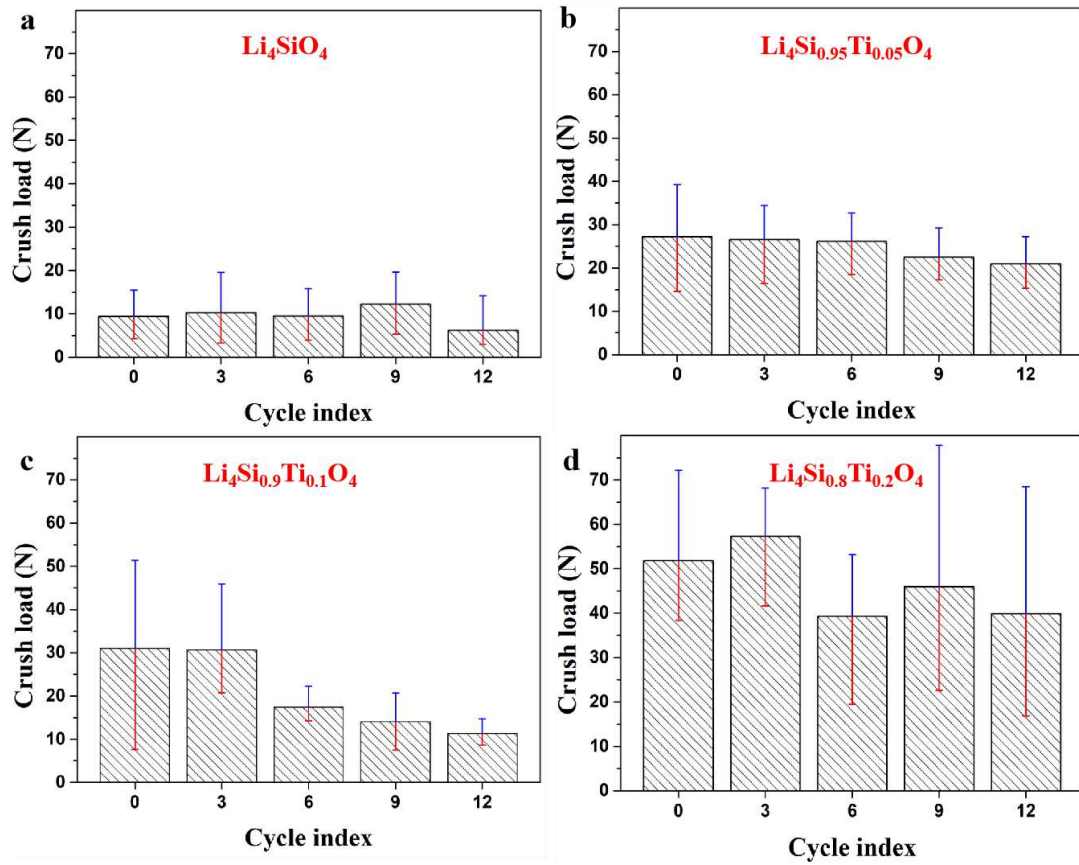 a
Li₄SiO₄
Crush load (N)
70
60
50
40
30
20
10
0
0 3 6 9 12
Cycle index
b
Li₄Si₀.₉₅Ti₀.₀₅O₄
Crush load (N)
70
60
50
40
30
20
10
0
0 3 6 9 12
Cycle index
c
Li₄Si₀.₉Ti₀.₁O₄
Crush load (N)
70
60
50
40
30
20
10
0
0 3 6 9 12
Cycle index
d
Li₄Si₀.₈Ti₀.₂O₄
Crush load (N)
70
60
50
40
30
20
10
0
0 3 6 9 12
Cycle index